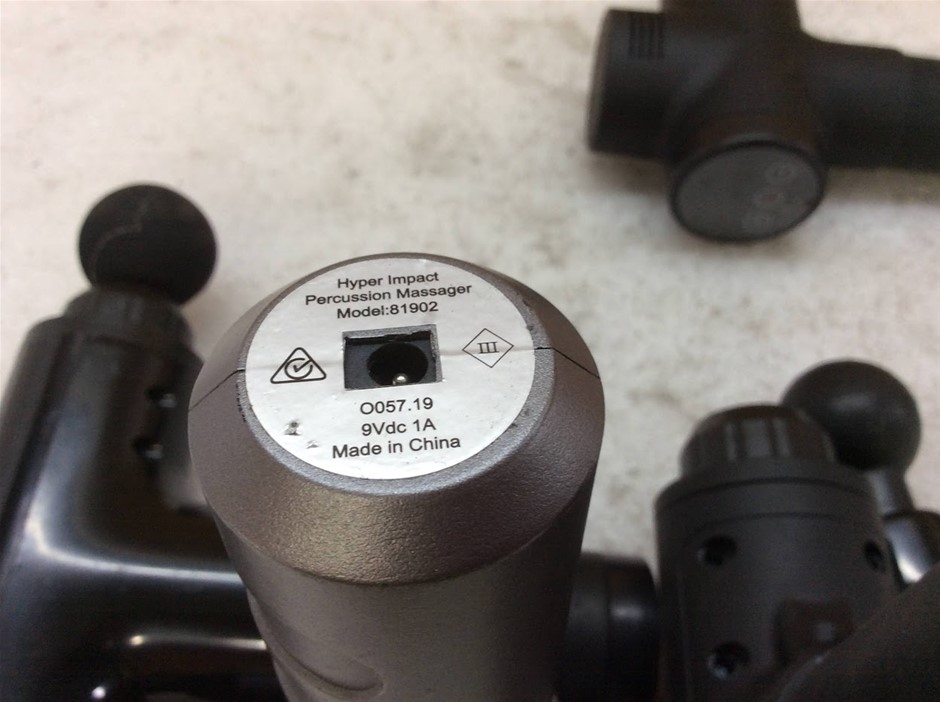 Hyper Impact
Percussion Massager
Model:81902
III
O057.19
9Vdc 1A
Made in China